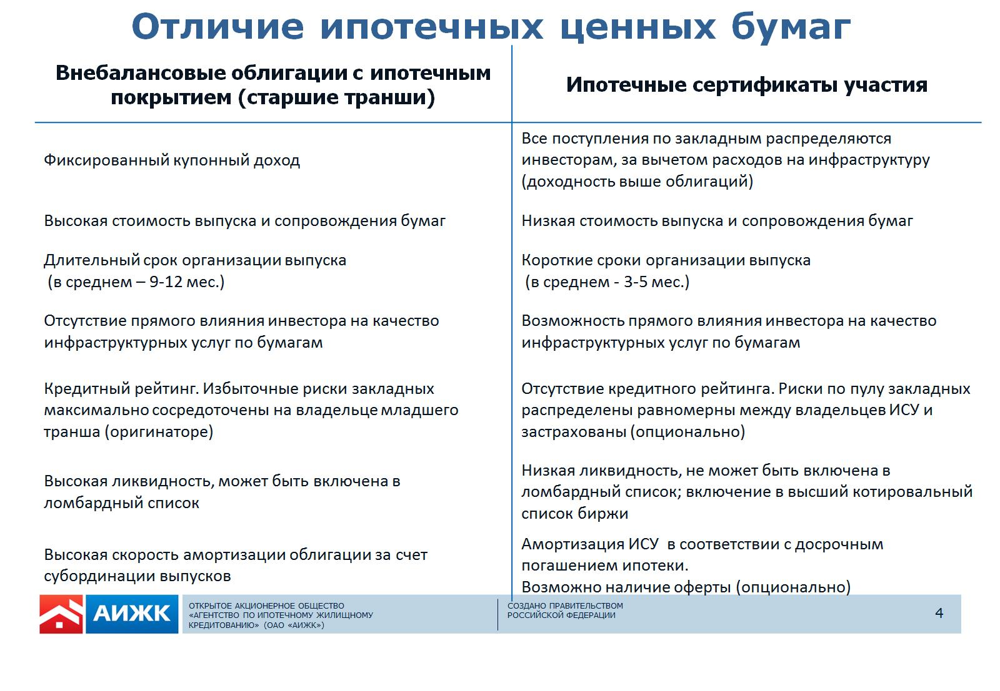 Отличие ипотечных ценных бумаг
Внебалансовые облигации с ипотечным
покрытием (старшие транши)
Ипотечные сертификаты участия
Фиксированный купонный доход
Все поступления по закладным распределяются
инвесторам, за вычетом расходов на инфраструктуру
(доходность выше облигаций)
Высокая стоимость выпуска и сопровождения бумаг
Низкая стоимость выпуска и сопровождения бумаг
Длительный срок организации выпуска
(в среднем – 9-12 мес.)
Короткие сроки организации выпуска
(в среднем - 3-5 мес.)
Отсутствие прямого влияния инвестора на качество
инфраструктурных услуг по бумагам
Возможность прямого влияния инвестора на качество
инфраструктурных услуг по бумагам
Кредитный рейтинг. Избыточные риски закладных
максимально сосредоточены на владельце младшего
транша (оригинаторе)
Отсутствие кредитного рейтинга. Риски по пулу закладных
распределены равномерны между владельцев ИСУ и
застрахованы (опционально)
Высокая ликвидность, может быть включена в
ломбардный список
Низкая ликвидность, не может быть включена в
ломбардный список; включение в высший котировальный
список биржи
Высокая скорость амортизации облигации за счет
субординации выпусков
Амортизация ИСУ  в соответствии с досрочным
погашением ипотеки.
Возможно наличие оферты (опционально)
АИЖК
ОТКРЫТОЕ АКЦИОНЕРНОЕ ОБЩЕСТВО
«АГЕНТСТВО ПО ИПОТЕЧНОМУ ЖИЛИЩНОМУ
КРЕДИТОВАНИЮ» (ОАО «АИЖК»)
СОЗДАНО ПРАВИТЕЛЬСТВОМ
РОССИЙСКОЙ ФЕДЕРАЦИИ
4